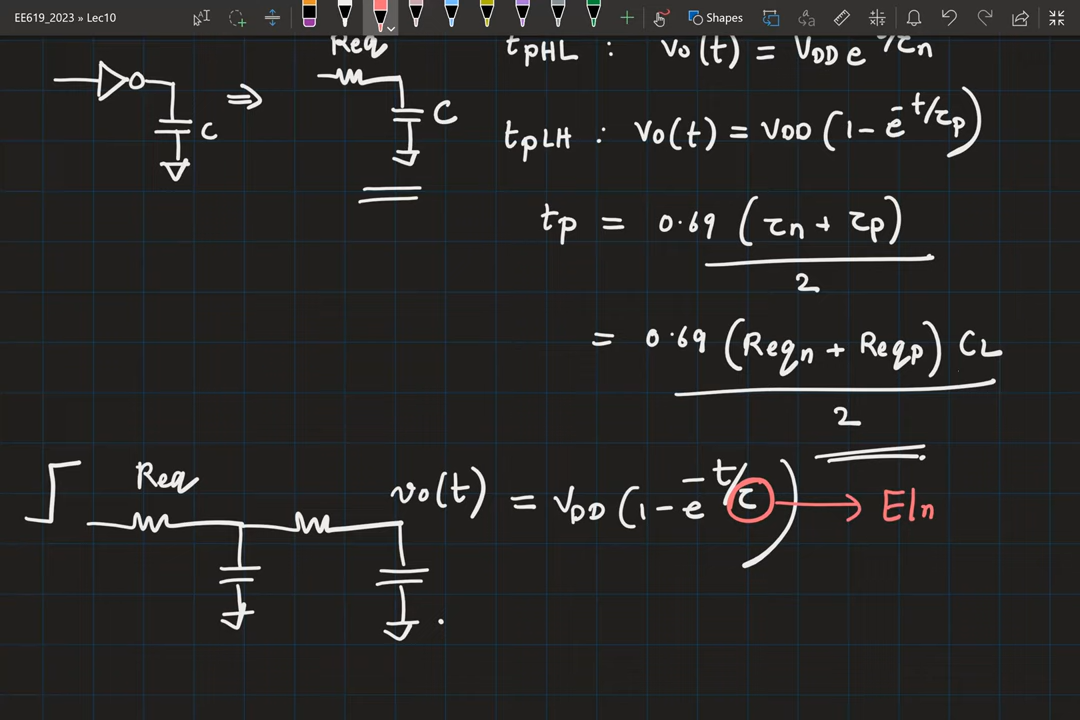 EE619_2023 » Lec10
Shapes
Req
tpHL : vo(t) = VDD e /τn
C
C
tpLH : vo(t) = VDD (1 - e^-t/τp)
tp = 0.69 (τn + τp)
2
= 0.69 (Reqn + Reqp) CL
2
Req
vo(t) = VDD (1 - e^-t/τ) → Eln